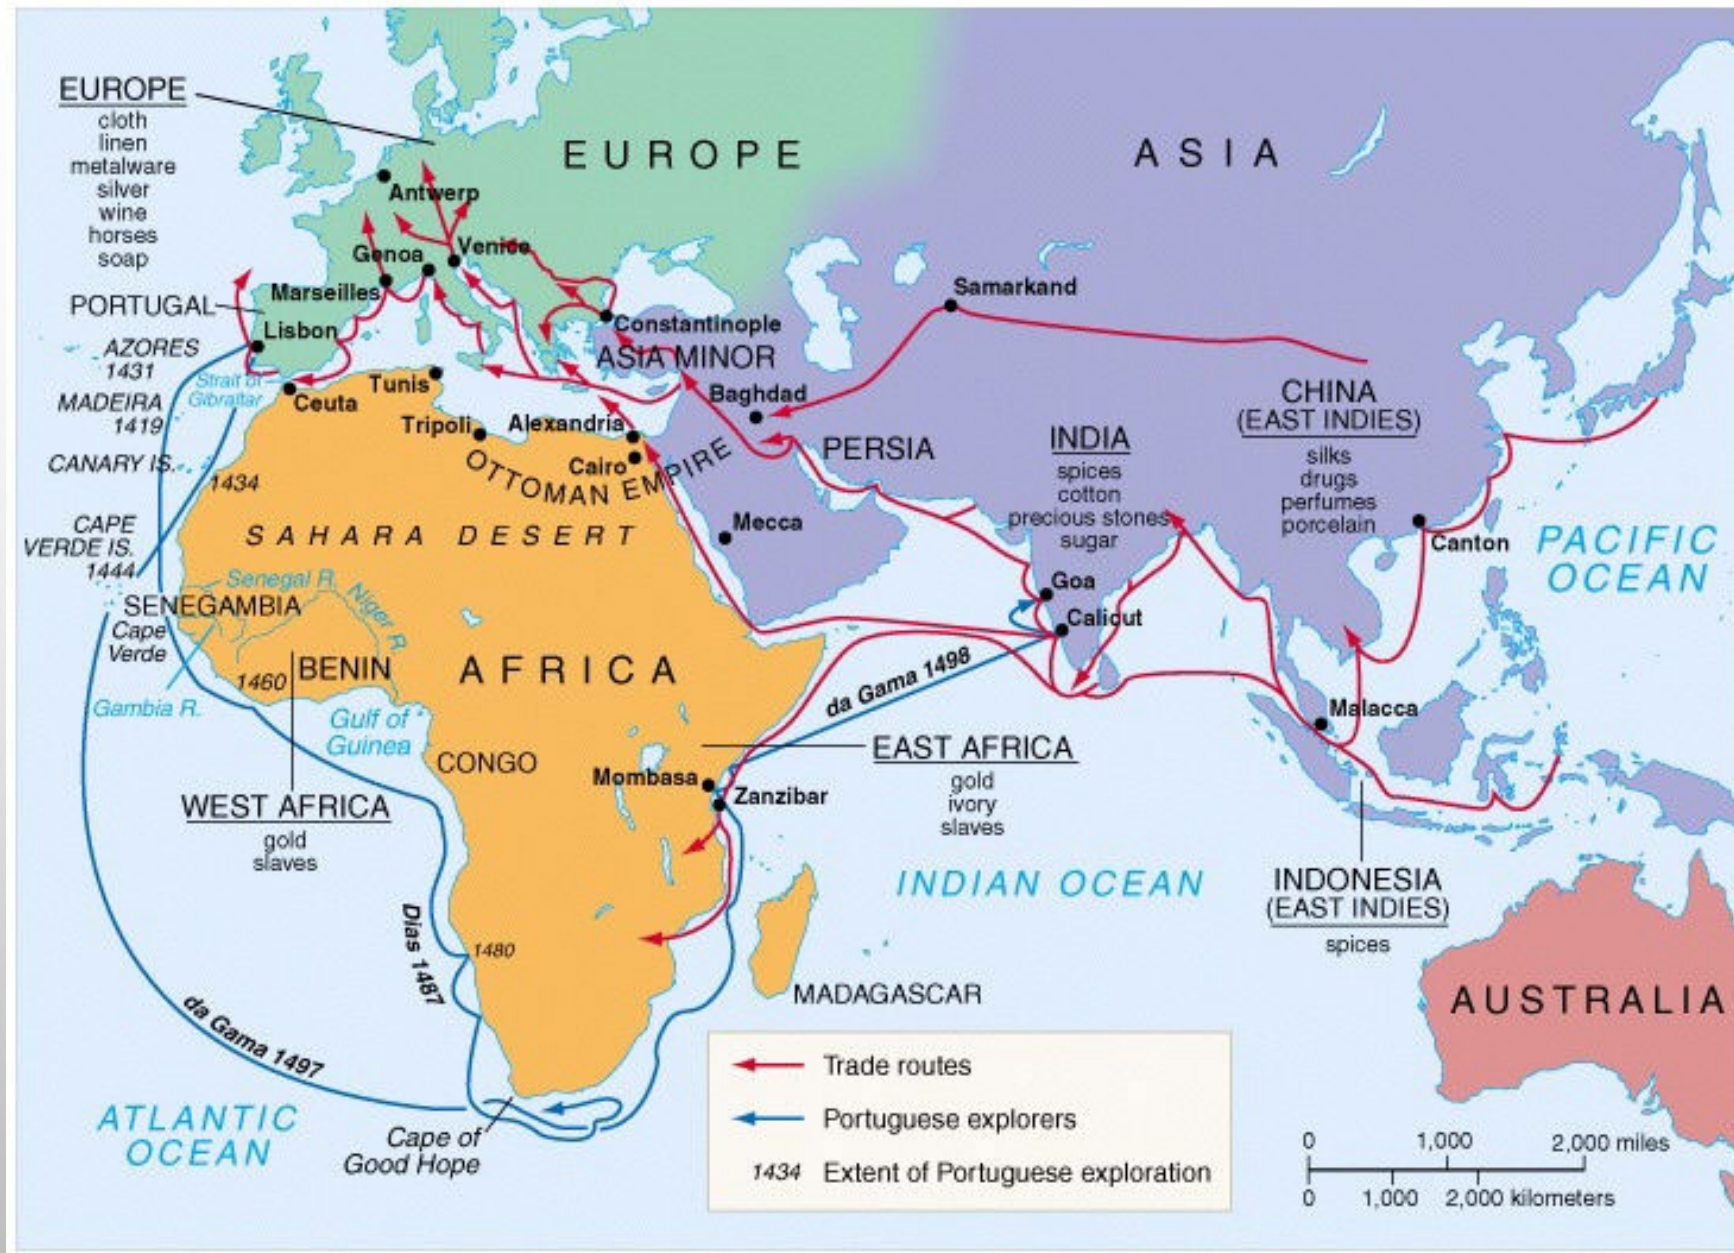 EUROPE
cloth
linen
metalware
silver
wine
horses
soap
EUROPE
ASIA
Antwerp
Venice
Genoa
Marseilles
PORTUGAL
Lisbon
Samarkand
Constantinople
AZORES
1431
ASIA MINOR
Strait of
Gibraltar
Tunis
Baghdad
MADEIRA
1419
Ceuta
CHINA
(EAST INDIES)
silks
drugs
perfumes
porcelain
Tripoli
Alexandria
PERSIA
INDIA
spices
cotton
precious stones
sugar
CANARY IS.
Cairo
OTTOMAN EMPIRE
1434
CAPE
VERDE IS.
1444
SAHARA DESERT
Mecca
Canton
PACIFIC
OCEAN
Senegal R.
Niger R.
SENEGAMBIA
Cape
Verde
Goa
Calicut
BENIN
AFRICA
1460
Gambia R.
Gulf of
Guinea
da Gama 1498
Malacca
CONGO
EAST AFRICA
gold
ivory
slaves
Mombasa
Zanzibar
WEST AFRICA
gold
slaves
INDIAN OCEAN
INDONESIA
(EAST INDIES)
spices
Dias 1487
1480
MADAGASCAR
AUSTRALIA
da Gama 1497
ATLANTIC
OCEAN
Cape of
Good Hope
Trade routes
Portuguese explorers
1434 Extent of Portuguese exploration
0 1,000 2,000 miles
0 1,000 2,000 kilometers